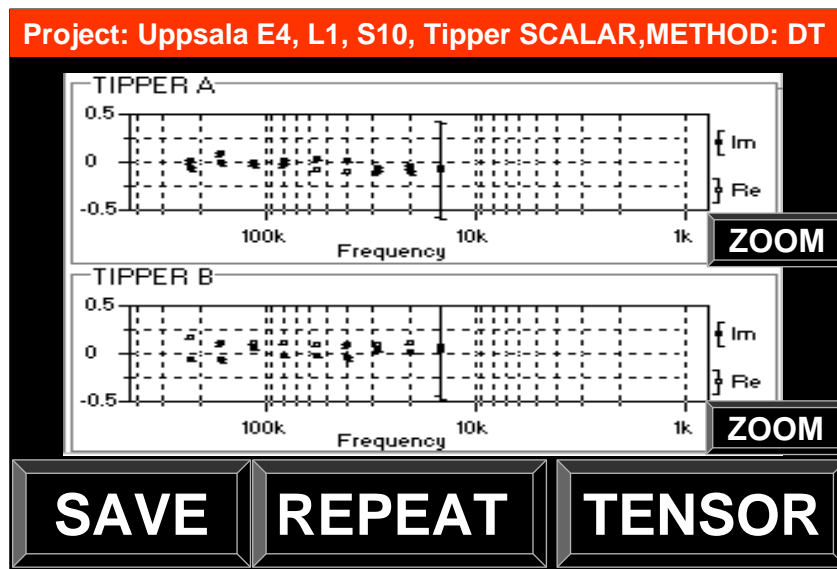 Project: Uppsala E4, L1, S10, Tipper SCALAR,METHOD: DT
TIPPER A
0.5
0
-0.5
Im
Re
100k
10k
1k
Frequency
ZOOM
TIPPER B
0.5
0
-0.5
Im
Re
100k
10k
1k
Frequency
ZOOM
SAVE
REPEAT
TENSOR